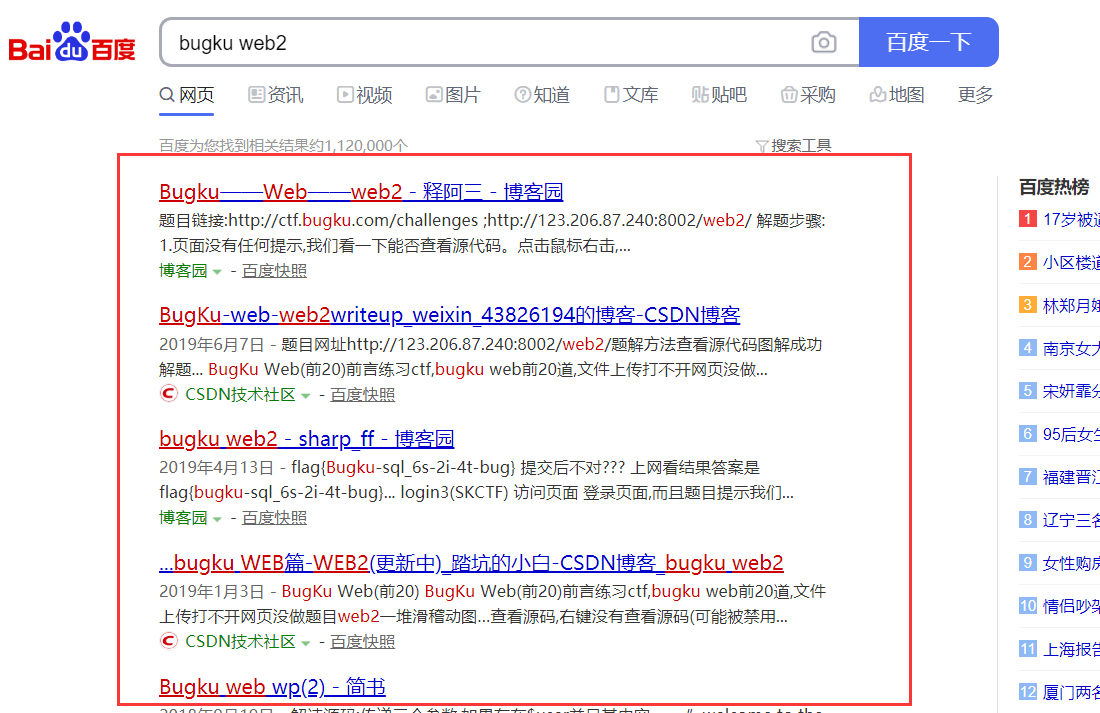 Bai du 百度
bugku web2
百度一下
网页 资讯 视频 图片 知道 文库 贴吧 采购 地图 更多
百度为您找到相关结果约1,120,000个
搜索工具
Bugku——Web——web2 - 释阿三 - 博客园
题目链接:http://ctf.bugku.com/challenges ;http://123.206.87.240:8002/web2/ 解题步骤:
1.页面没有任何提示,我们看一下能否查看源代码。点击鼠标右击,...
博客园 - 百度快照
BugKu-web-web2writeup_weixin_43826194的博客-CSDN博客
2019年6月7日 - 题目网址http://123.206.87.240:8002/web2/题解方法查看源代码图解成功
解题... BugKu Web(前20)前言练习ctf,bugku web前20道,文件上传打不开网页没做...
CSDN技术社区 - 百度快照
bugku web2 - sharp_ff - 博客园
2019年4月13日 - flag{Bugku-sql_6s-2i-4t-bug} 提交后不对??? 上网看结果答案是
flag{bugku-sql_6s-2i-4t-bug}... login3(SKCTF) 访问页面 登录页面,而且题目提示我们...
博客园 - 百度快照
...bugku WEB篇-WEB2(更新中)_踏坑的小白-CSDN博客_bugku web2
2019年1月3日 - BugKu Web(前20) BugKu Web(前20)前言练习ctf,bugku web前20道,文件
上传打不开网页没做题目web2一堆滑稽动图...查看源码,右键没有查看源码(可能被禁用...
CSDN技术社区 - 百度快照
Bugku web wp(2) - 简书
百度热榜
1 17岁被
2 小区楼道
3 林郑月娥
4 南京女大
5 宋妍霏分
6 95后女生
7 福建晋江
8 辽宁三名
9 女性购房
10 情侣吵架
11 上海报告
12 厦门两名